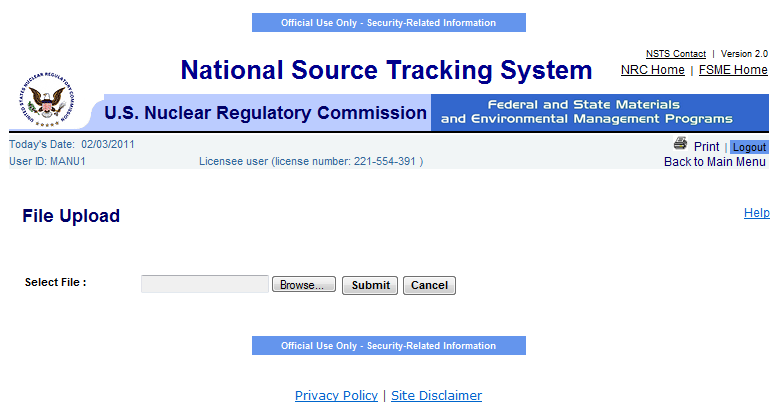 Official Use Only - Security-Related Information
NSTS Contact | Version 2.0
National Source Tracking System
NRC Home | FSME Home
UNITED STATES NUCLEAR REGULATORY COMMISSION
U.S. Nuclear Regulatory Commission
Federal and State Materials
and Environmental Management Programs
Today's Date: 02/03/2011
Print | Logout
User ID: MANU1 Licensee user (license number: 221-554-391 )
Back to Main Menu
File Upload
Help
Select File : Browse... Submit Cancel
Official Use Only - Security-Related Information
Privacy Policy | Site Disclaimer